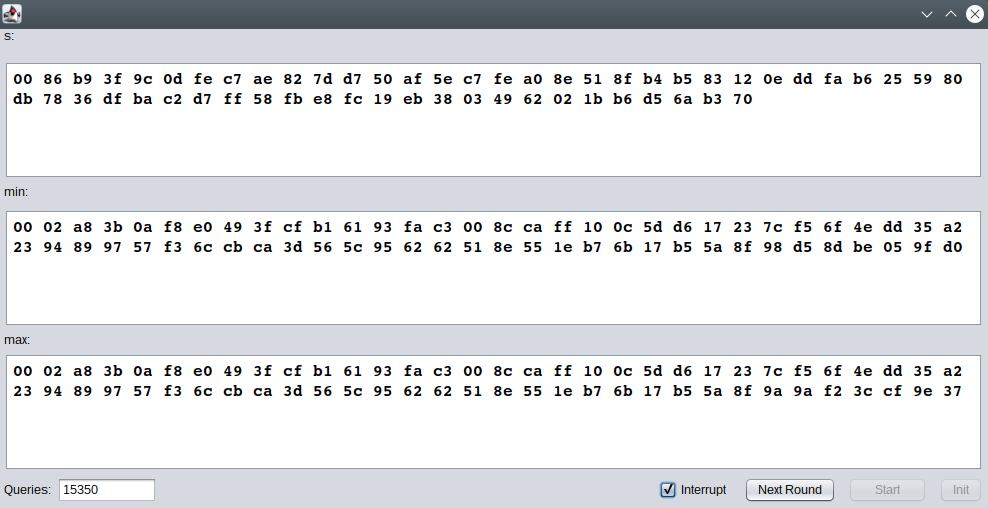 s:
00 86 b9 3f 9c 0d fe c7 ae 82 7d d7 50 af 5e c7 fe a0 8e 51 8f b4 b5 83 12 0e dd fa b6 25 59 80
db 78 36 df ba c2 d7 ff 58 fb e8 fc 19 eb 38 03 49 62 02 1b b6 d5 6a b3 70
min:
00 02 a8 3b 0a f8 e0 49 3f cf b1 61 93 fa c3 00 8c ca ff 10 0c 5d d6 17 23 7c f5 6f 4e dd 35 a2
23 94 89 97 57 f3 6c cb ca 3d 56 5c 95 62 62 51 8e 55 1e b7 6b 17 b5 5a 8f 98 d5 8d be 05 9f d0
max:
00 02 a8 3b 0a f8 e0 49 3f cf b1 61 93 fa c3 00 8c ca ff 10 0c 5d d6 17 23 7c f5 6f 4e dd 35 a2
23 94 89 97 57 f3 6c cb ca 3d 56 5c 95 62 62 51 8e 55 1e b7 6b 17 b5 5a 8f 9a 9a f2 3c cf 9e 37
Queries: 15350 Interrupt Next Round Start Init